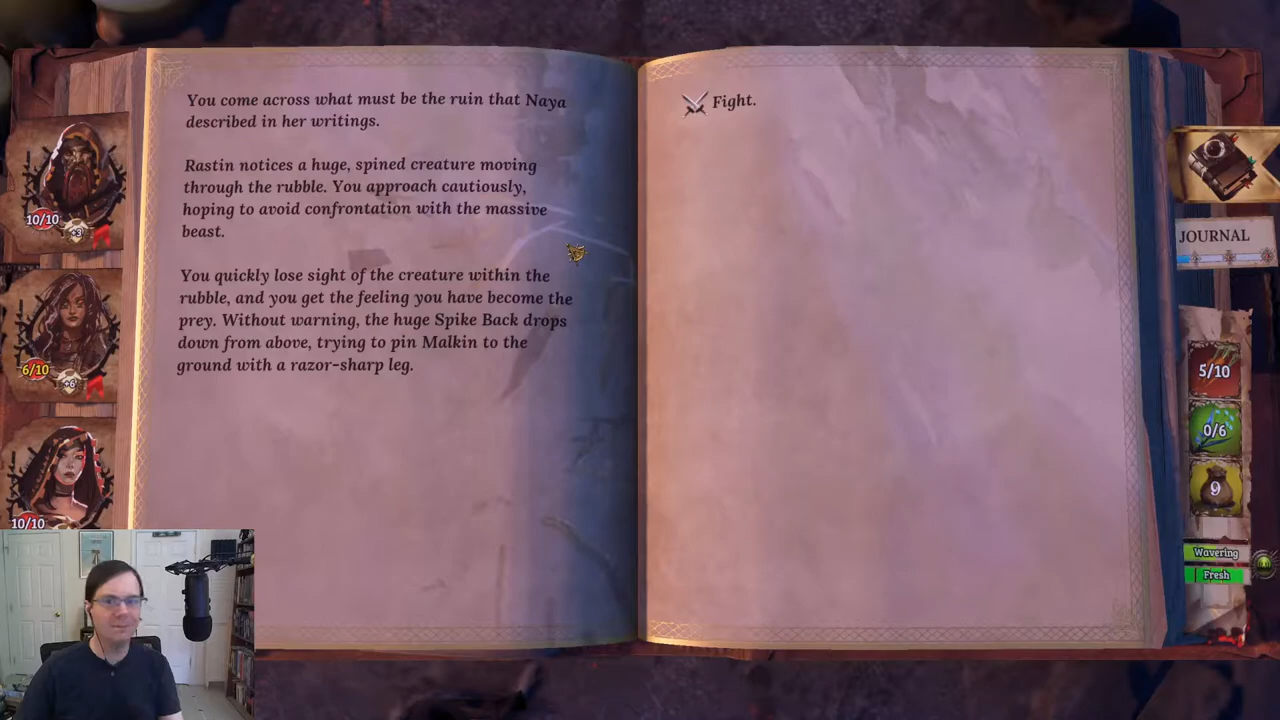 You come across what must be the ruin that Naya
described in her writings.
Rastin notices a huge, spined creature moving
through the rubble. You approach cautiously,
hoping to avoid confrontation with the massive
beast.
You quickly lose sight of the creature within the
rubble, and you get the feeling you have become the
prey. Without warning, the huge Spike Back drops
down from above, trying to pin Malkin to the
ground with a razor-sharp leg.
Fight.
10/10
+3
6/10
+6
10/10
JOURNAL
5/10
0/6
9
Wavering
Fresh